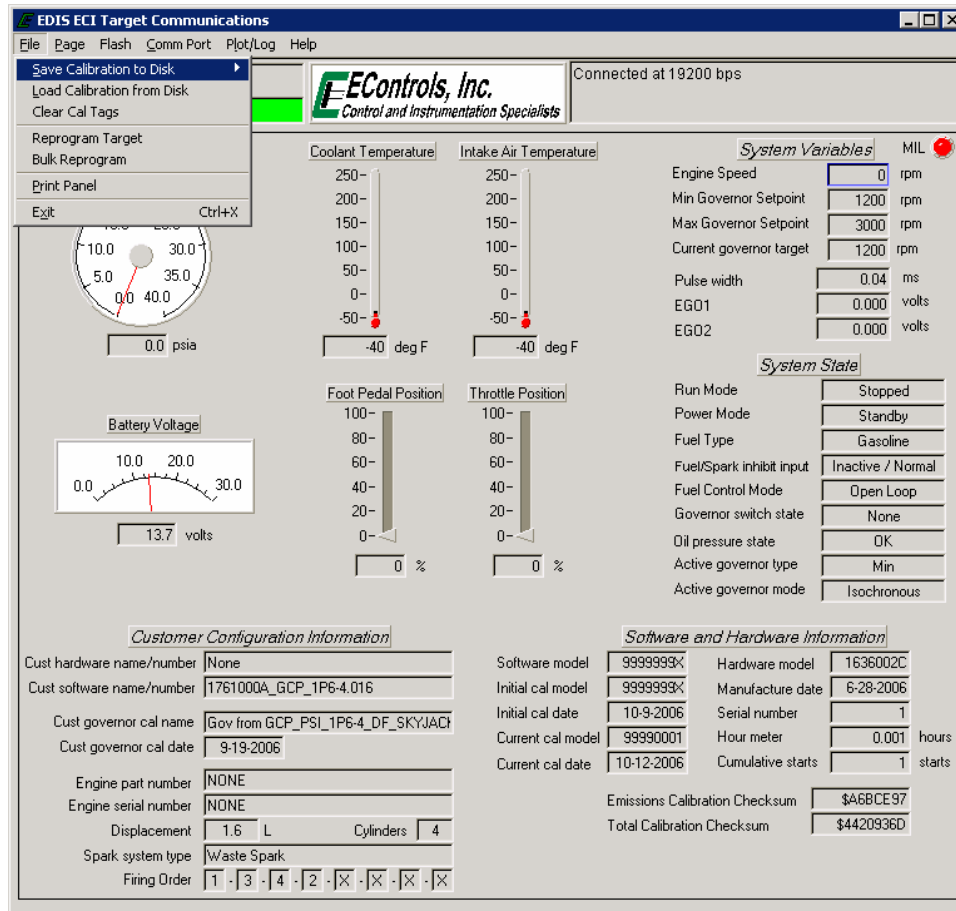 EDIS ECI Target Communications
File Page Flash Comm Port Plot/Log Help
Save Calibration to Disk
Load Calibration from Disk
Clear Cal Tags
Reprogram Target
Bulk Reprogram
Print Panel
Exit Ctrl+X
EControls, Inc.
Control and Instrumentation Specialists
Connected at 19200 bps
10.0 30.0
5.0 35.0
0.0 40.0
0.0 psia
Coolant Temperature
250
200
150
100
50
0
-50
-40 deg F
Intake Air Temperature
250
200
150
100
50
0
-50
-40 deg F
System Variables MIL
Engine Speed 0 rpm
Min Governor Setpoint 1200 rpm
Max Governor Setpoint 3000 rpm
Current governor target 1200 rpm
Pulse width 0.04 ms
EGO1 0.000 volts
EGO2 0.000 volts
Battery Voltage
10.0 20.0
0.0 30.0
13.7 volts
Foot Pedal Position
100
80
60
40
20
0
0 %
Throttle Position
100
80
60
40
20
0
0 %
System State
Run Mode Stopped
Power Mode Standby
Fuel Type Gasoline
Fuel/Spark inhibit input Inactive / Normal
Fuel Control Mode Open Loop
Governor switch state None
Oil pressure state OK
Active governor type Min
Active governor mode Isochronous
Customer Configuration Information
Cust hardware name/number None
Cust software name/number 1761000A_GCP_1P6-4.016
Cust governor cal name Gov from GCP_PSI_1P6-4_DF_SKYJACK
Cust governor cal date 9-19-2006
Engine part number NONE
Engine serial number NONE
Displacement 1.6 L Cylinders 4
Spark system type Waste Spark
Firing Order 1 - 3 - 4 - 2 - X - X - X - X
Software and Hardware Information
Software model 9999999X Hardware model 1636002C
Initial cal model 9999999X Manufacture date 6-28-2006
Initial cal date 10-9-2006 Serial number 1
Current cal model 99990001 Hour meter 0.001 hours
Current cal date 10-12-2006 Cumulative starts 1 starts
Emissions Calibration Checksum $A6BCE97
Total Calibration Checksum $4420936D